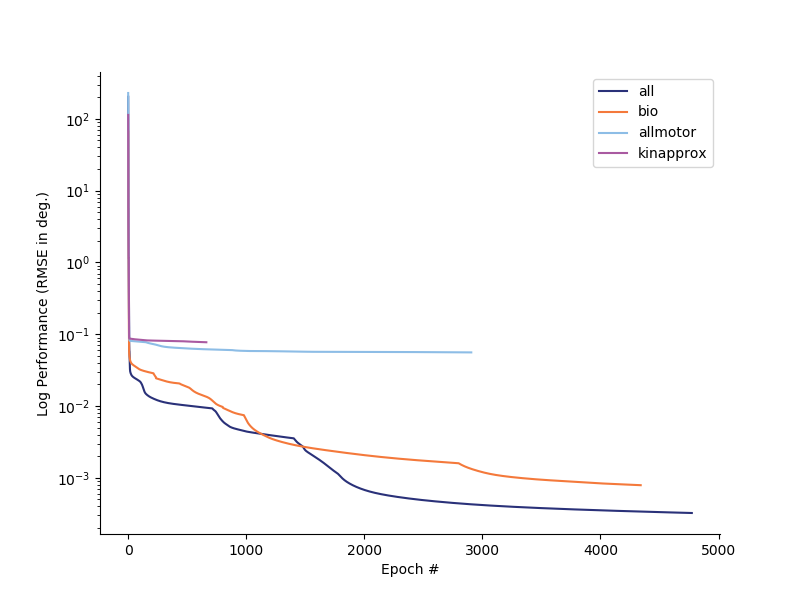 all
bio
allmotor
kinapprox
Log Performance (RMSE in deg.)
10²
10¹
10⁰
10⁻¹
10⁻²
10⁻³
0 1000 2000 3000 4000 5000
Epoch #